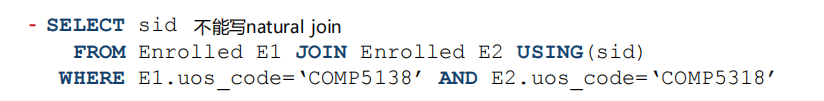 - SELECT sid 不能写natural join
FROM Enrolled E1 JOIN Enrolled E2 USING(sid)
WHERE E1.uos_code=‘COMP5138’ AND E2.uos_code=‘COMP5318’